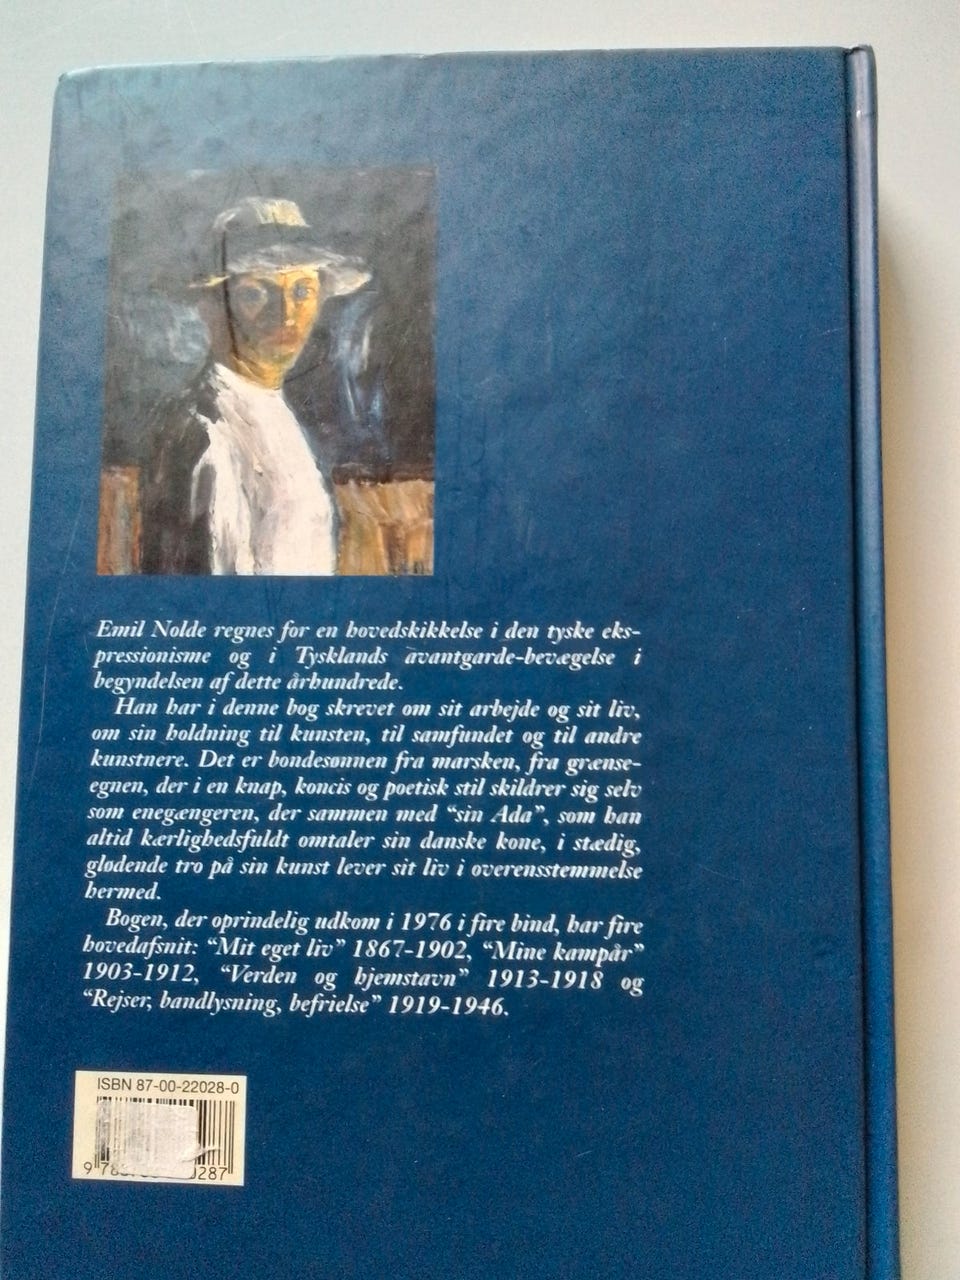 Emil Nolde regnes for en hovedskikkelse i den tyske eks-
pressionisme og i Tysklands avantgarde-bevægelse i
begyndelsen af dette århundrede.
Han har i denne bog skrevet om sit arbejde og sit liv,
om sin holdning til kunsten, til samfundet og til andre
kunstnere. Det er bondesønnen fra marsken, fra grænse-
egnen, der i en knap, koncis og poetisk stil skildrer sig selv
som enegængeren, der sammen med “sin Ada”, som han
altid kærlighedsfuldt omtaler sin danske kone, i stædig,
glødende tro på sin kunst lever sit liv i overensstemmelse
hermed.
Bogen, der oprindelig udkom i 1976 i fire bind, har fire
hovedafsnit: “Mit eget liv” 1867-1902, “Mine kampår”
1903-1912, “Verden og hjemstavn” 1913-1918 og
“Rejser, bandlysning, befrielse” 1919-1946.
ISBN 87-00-22028-0